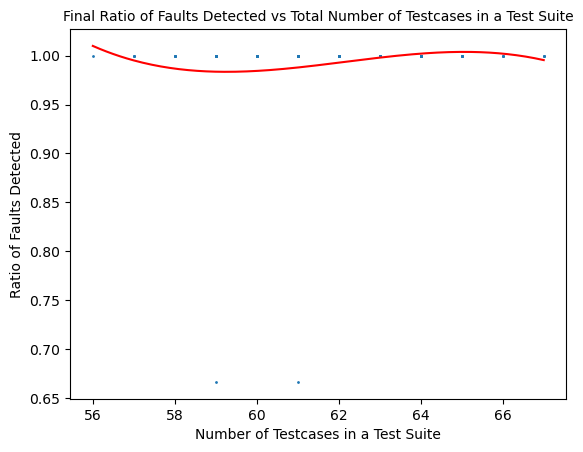 Final Ratio of Faults Detected vs Total Number of Testcases in a Test Suite
1.00
0.95
0.90
0.85
0.80
0.75
0.70
0.65
Ratio of Faults Detected
56 58 60 62 64 66
Number of Testcases in a Test Suite